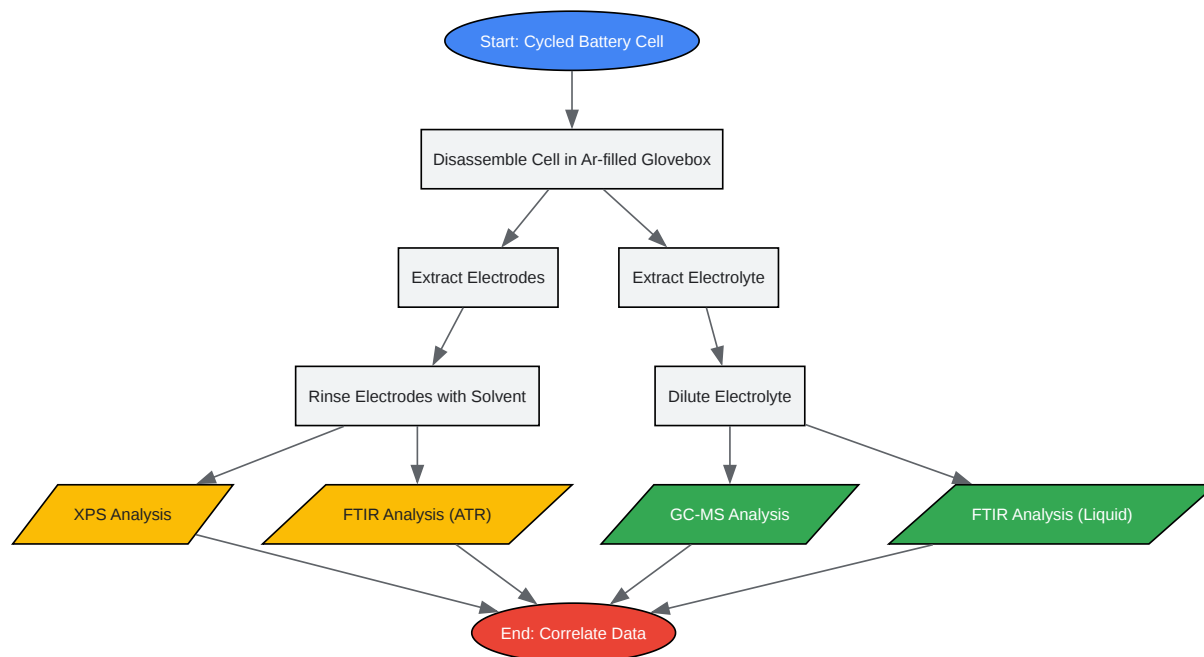 Start: Cycled Battery Cell
Disassemble Cell in Ar-filled Glovebox
Extract Electrodes
Extract Electrolyte
Rinse Electrodes with Solvent
Dilute Electrolyte
XPS Analysis
FTIR Analysis (ATR)
GC-MS Analysis
FTIR Analysis (Liquid)
End: Correlate Data